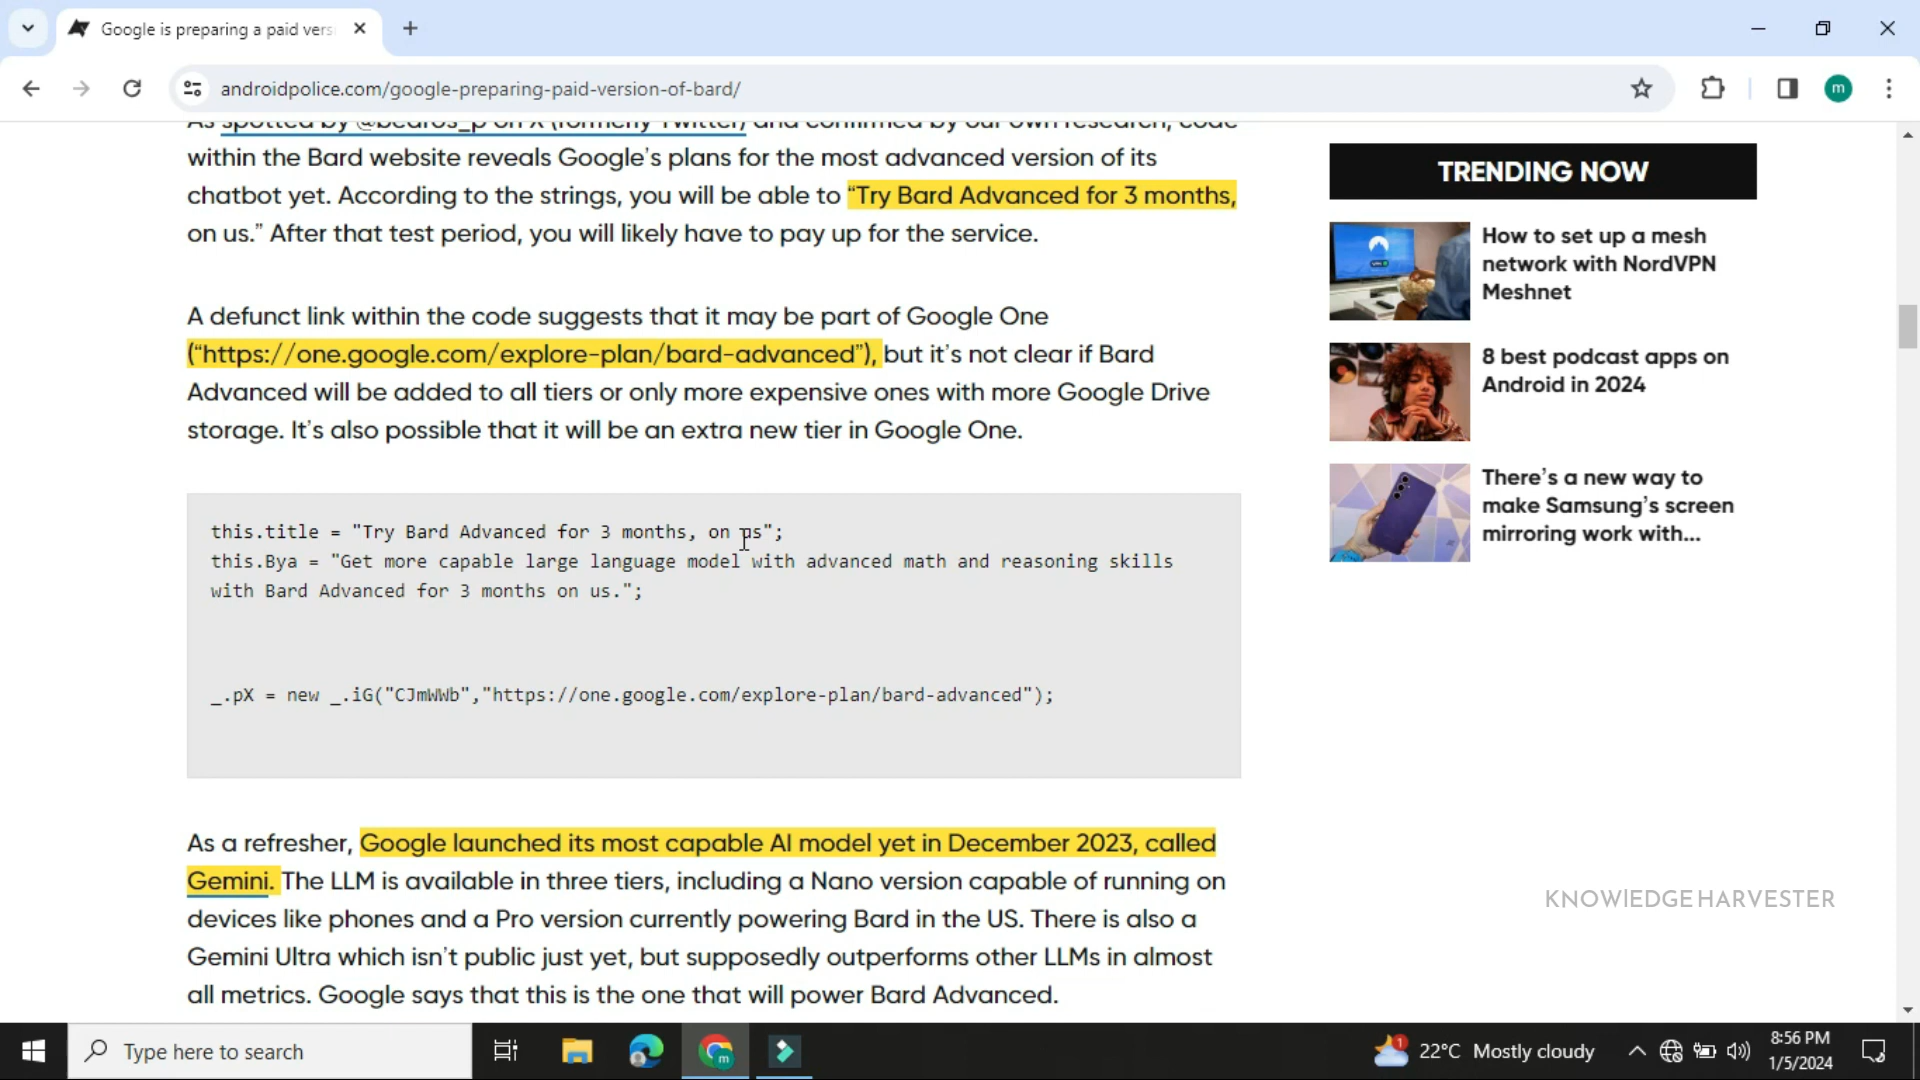 Google is preparing a paid vers
androidpolice.com/google-preparing-paid-version-of-bard/
m
As spotted by @bedros_p on X (formerly Twitter) and confirmed by our own research, code
within the Bard website reveals Google's plans for the most advanced version of its
chatbot yet. According to the strings, you will be able to “Try Bard Advanced for 3 months,
on us.” After that test period, you will likely have to pay up for the service.
A defunct link within the code suggests that it may be part of Google One
(“https://one.google.com/explore-plan/bard-advanced”), but it's not clear if Bard
Advanced will be added to all tiers or only more expensive ones with more Google Drive
storage. It's also possible that it will be an extra new tier in Google One.
this.title = "Try Bard Advanced for 3 months, on us";
this.Bya = "Get more capable large language model with advanced math and reasoning skills
with Bard Advanced for 3 months on us.";
_.pX = new _.iG("CJmWWb","https://one.google.com/explore-plan/bard-advanced");
As a refresher, Google launched its most capable AI model yet in December 2023, called
Gemini. The LLM is available in three tiers, including a Nano version capable of running on
devices like phones and a Pro version currently powering Bard in the US. There is also a
Gemini Ultra which isn't public just yet, but supposedly outperforms other LLMs in almost
all metrics. Google says that this is the one that will power Bard Advanced.
TRENDING NOW
How to set up a mesh
network with NordVPN
Meshnet
8 best podcast apps on
Android in 2024
There's a new way to
make Samsung's screen
mirroring work with...
KNOWlEDGE HARVESTER
Type here to search
m
1
22°C Mostly cloudy
8:56 PM
1/5/2024